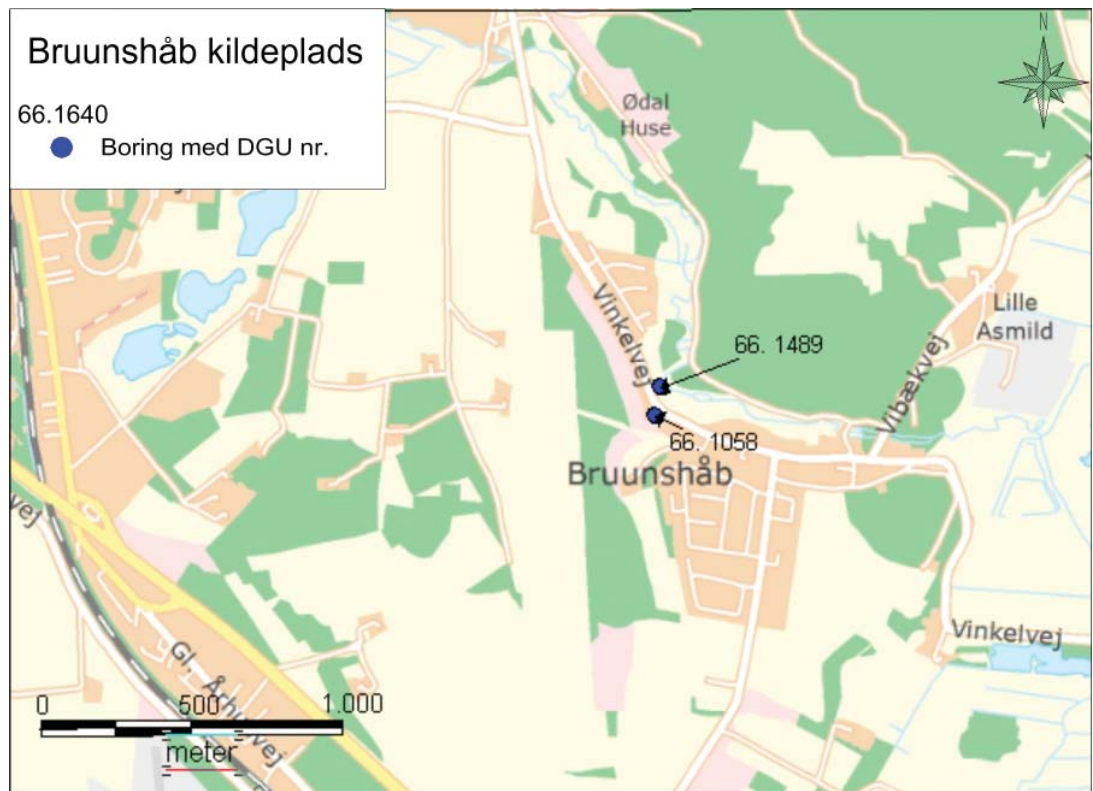 Bruunshåb kildeplads
66.1640
Boring med DGU nr.
N
Ødal
Huse
Vinkelvej
Lille
Asmild
66. 1489
Vibækvej
66. 1058
Bruunshåb
vej
Vinkelvej
Gl. Århusvej
0 500 1.000
meter